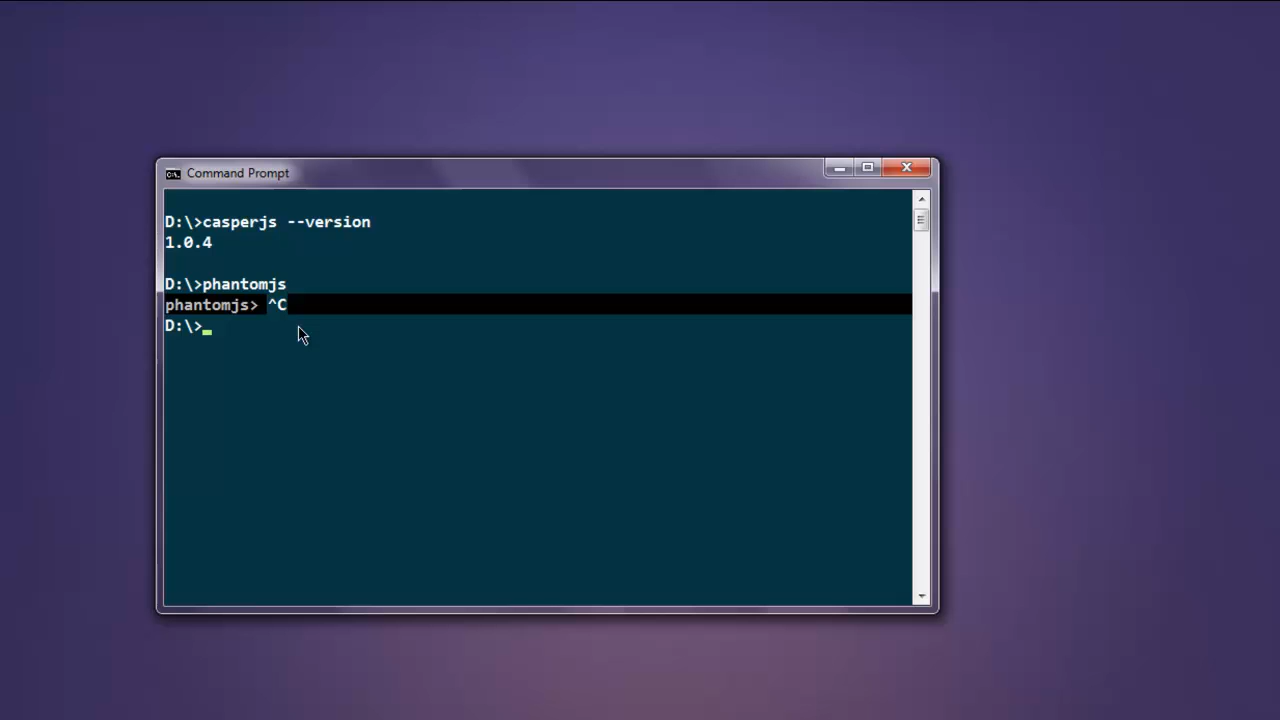 Command Prompt
D:\>casperjs --version
1.0.4
D:\>phantomjs
phantomjs> ^C
D:\>